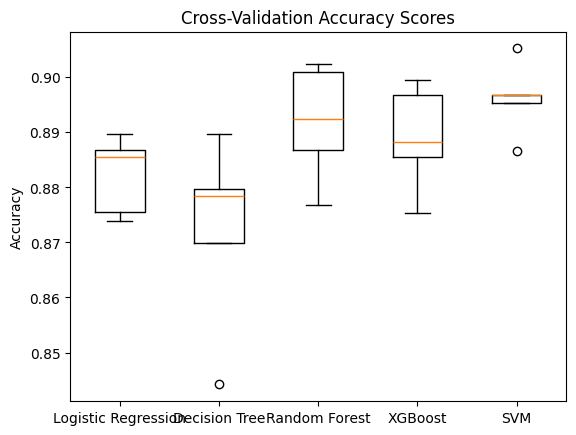 Cross-Validation Accuracy Scores
Accuracy
0.90
0.89
0.88
0.87
0.86
0.85
Logistic Regression Decision Tree Random Forest XGBoost SVM